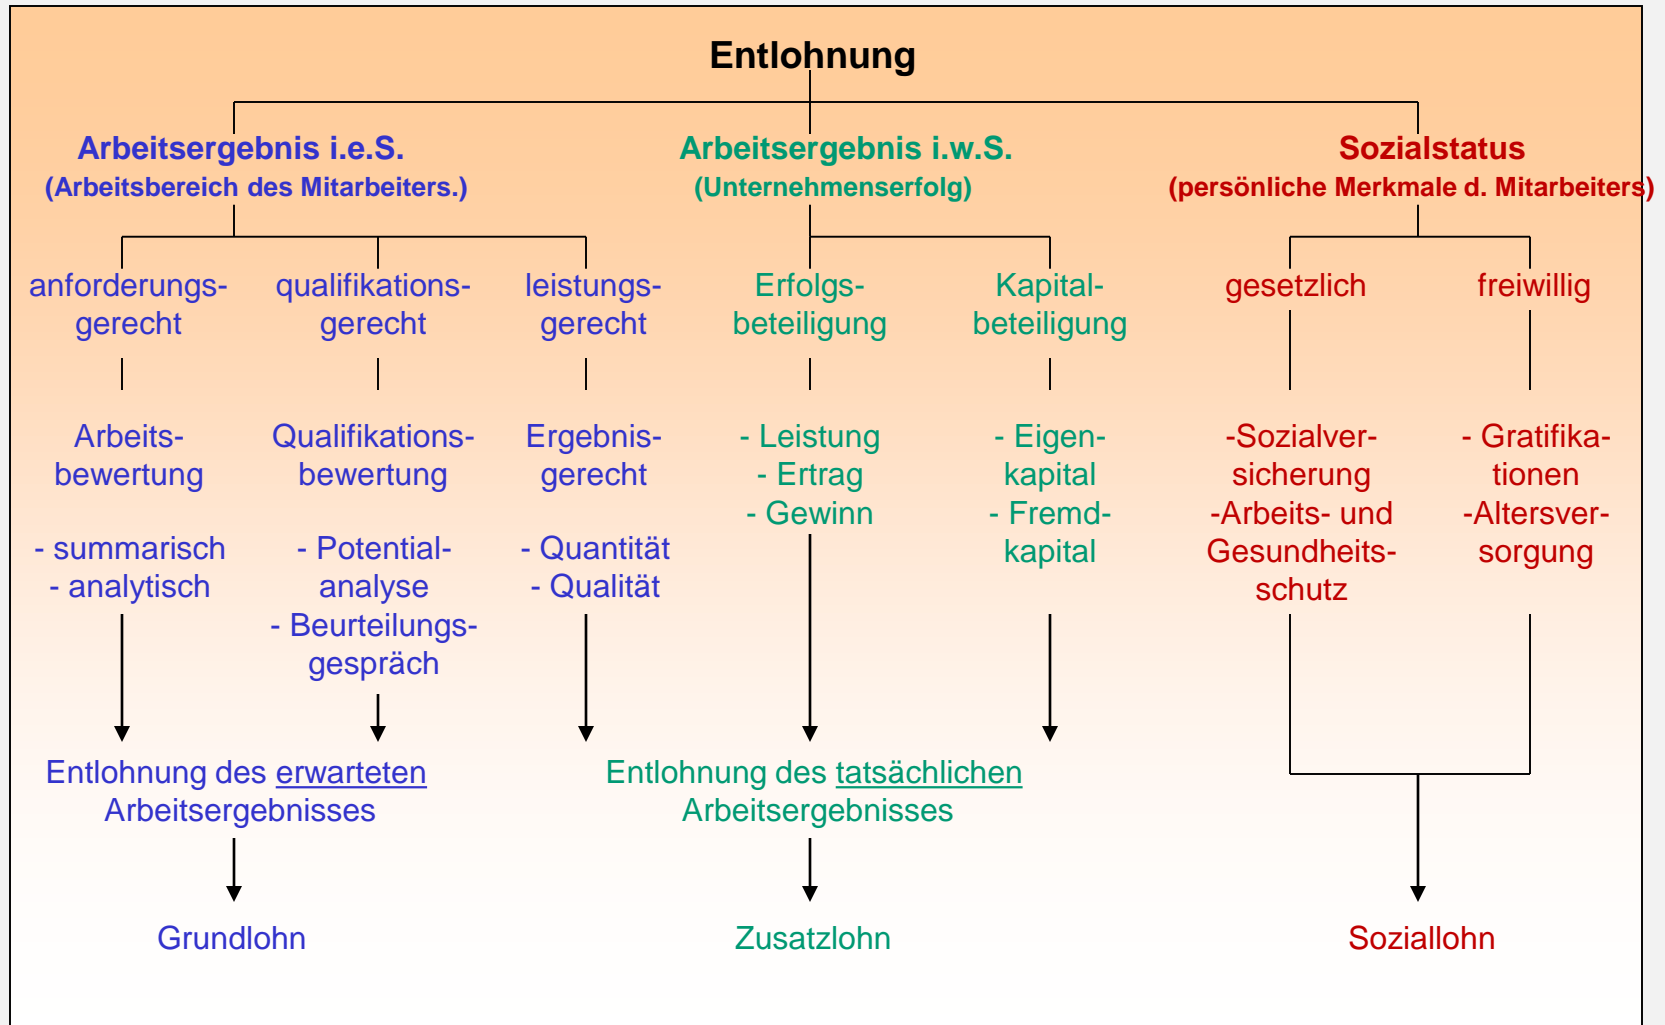 Entlohnung
Arbeitsergebnis i.e.S.
(Arbeitsbereich des Mitarbeiters.)
Arbeitsergebnis i.w.S.
(Unternehmenserfolg)
Sozialstatus
(persönliche Merkmale d. Mitarbeiters)
anforderungs-
gerecht
qualifikations-
gerecht
leistungs-
gerecht
Erfolgs-
beteiligung
Kapital-
beteiligung
gesetzlich
freiwillig
Arbeits-
bewertung
- summarisch
- analytisch
Qualifikations-
bewertung
- Potential-
analyse
- Beurteilungs-
gespräch
Ergebnis-
gerecht
- Quantität
- Qualität
- Leistung
- Ertrag
- Gewinn
- Eigen-
kapital
- Fremd-
kapital
-Sozialver-
sicherung
-Arbeits- und
Gesundheits-
schutz
- Gratifika-
tionen
-Altersver-
sorgung
Entlohnung des erwarteten
Arbeitsergebnisses
Entlohnung des tatsächlichen
Arbeitsergebnisses
Grundlohn
Zusatzlohn
Soziallohn